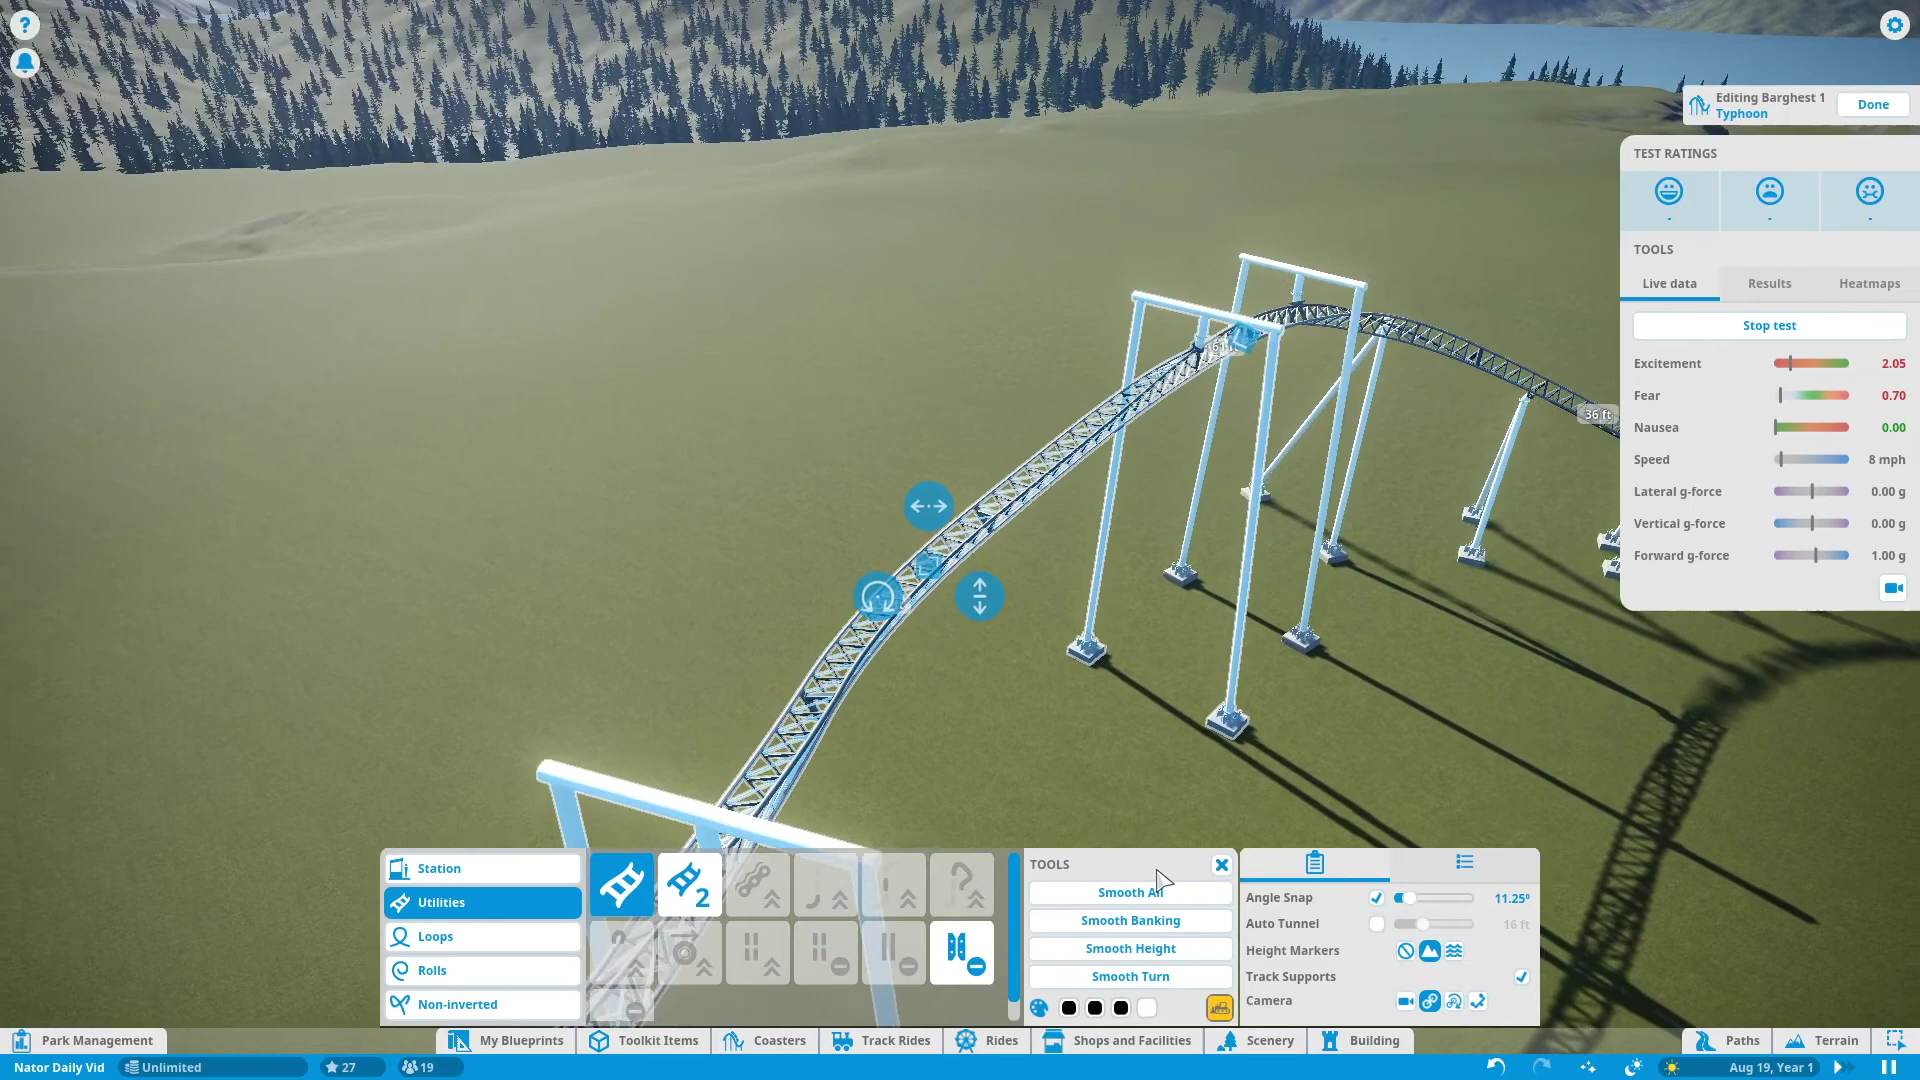 ?
Editing Barghest 1
Typhoon
Done
TEST RATINGS
-
-
-
TOOLS
Live data
Results
Heatmaps
Stop test
Excitement
2.05
Fear
0.70
Nausea
0.00
Speed
8 mph
Lateral g-force
0.00 g
Vertical g-force
0.00 g
Forward g-force
1.00 g
36 ft
Station
Utilities
Loops
Rolls
Non-inverted
2
TOOLS
Smooth All
Smooth Banking
Smooth Height
Smooth Turn
Angle Snap
11.25°
Auto Tunnel
16 ft
Height Markers
Track Supports
Camera
Park Management
My Blueprints
Toolkit Items
Coasters
Track Rides
Rides
Shops and Facilities
Scenery
Building
Paths
Terrain
Nator Daily Vid
Unlimited
27
19
Aug 19, Year 1